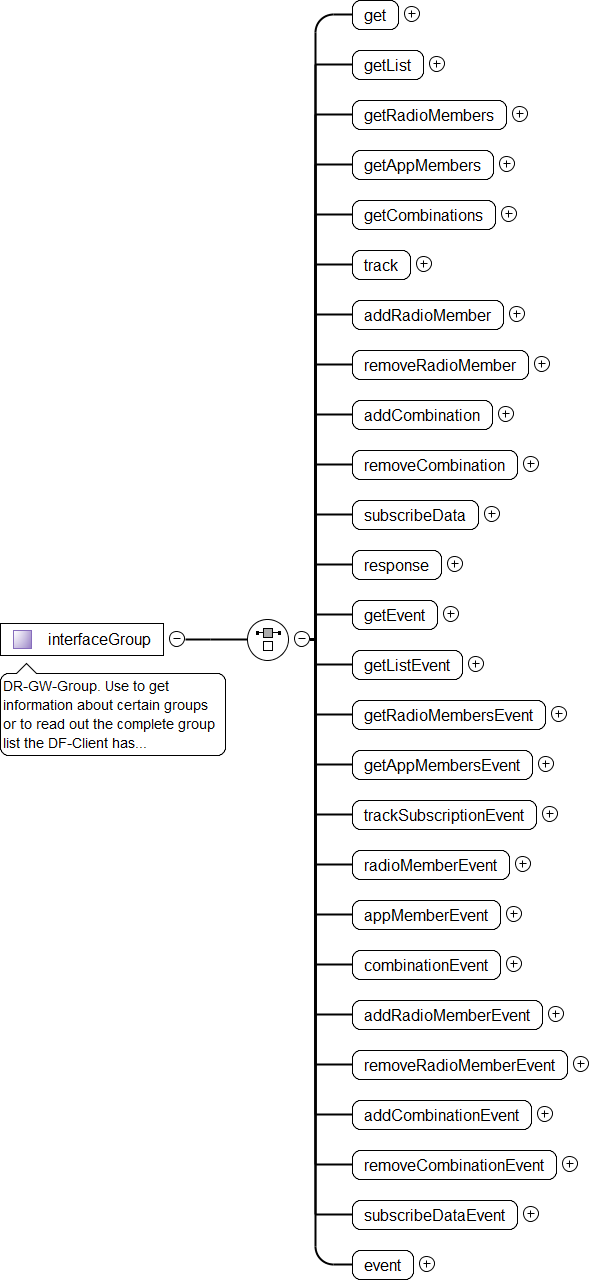 get
getList
getRadioMembers
getAppMembers
getCombinations
track
addRadioMember
removeRadioMember
addCombination
removeCombination
subscribeData
response
getEvent
interfaceGroup
getListEvent
DR-GW-Group. Use to get
information about certain groups
or to read out the complete group
list the DF-Client has...
getRadioMembersEvent
getAppMembersEvent
trackSubscriptionEvent
radioMemberEvent
appMemberEvent
combinationEvent
addRadioMemberEvent
removeRadioMemberEvent
addCombinationEvent
removeCombinationEvent
subscribeDataEvent
event